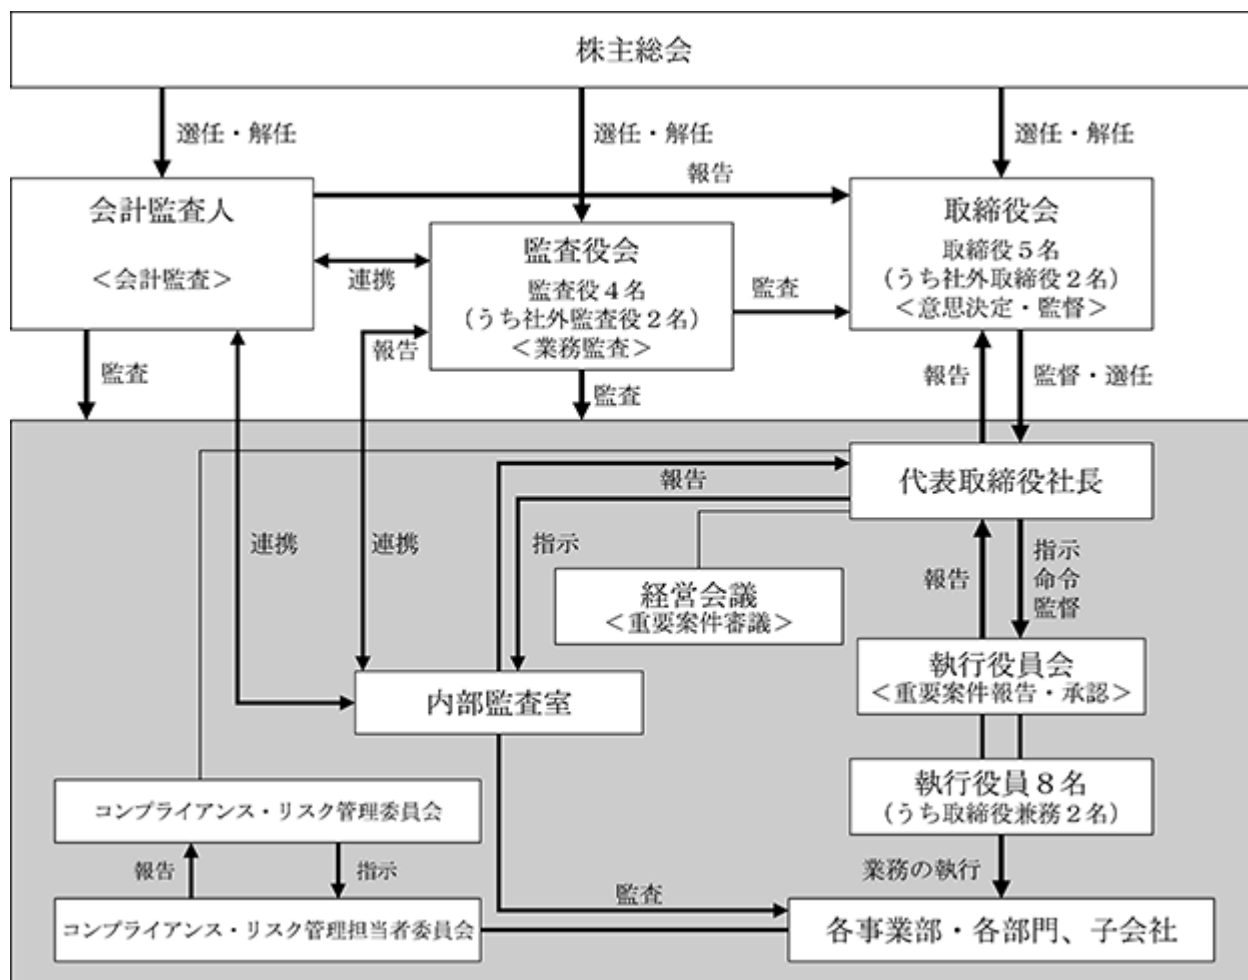 株主総会
選任・解任
選任・解任
選任・解任
会計監査人
<会計監査>
報告
取締役会
取締役5名
(うち社外取締役2名)
<意思決定・監督>
監査役会
監査役4名
(うち社外監査役2名)
<業務監査>
連携
監査
報告
監査
監査
報告
監督・選任
代表取締役社長
報告
指示
連携
連携
経営会議
<重要案件審議>
報告
指示
命令
監督
執行役員会
<重要案件報告・承認>
内部監査室
執行役員8名
(うち取締役兼務2名)
コンプライアンス・リスク管理委員会
報告
指示
業務の執行
監査
コンプライアンス・リスク管理担当者委員会
各事業部・各部門、子会社